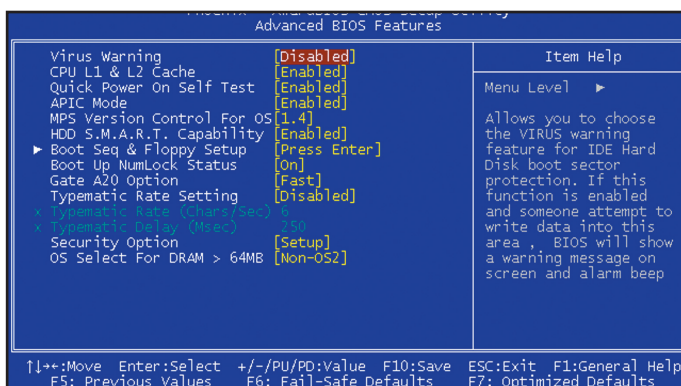 Advanced BIOS Features
Virus Warning [Disabled]
CPU L1 & L2 Cache [Enabled]
Quick Power On Self Test [Enabled]
APIC Mode [Enabled]
MPS Version Control For OS[1.4]
HDD S.M.A.R.T. Capability [Enabled]
▶ Boot Seq & Floppy Setup [Press Enter]
Boot Up NumLock Status [On]
Gate A20 Option [Fast]
Typematic Rate Setting [Disabled]
x Typematic Rate (Chars/Sec) 6
x Typematic Delay (Msec) 250
Security Option [Setup]
OS Select For DRAM > 64MB [Non-OS2]
Item Help
Menu Level ▶
Allows you to choose
the VIRUS warning
feature for IDE Hard
Disk boot sector
protection. If this
function is enabled
and someone attempt to
write data into this
area , BIOS will show
a warning message on
screen and alarm beep
↑↓→←:Move Enter:Select +/-/PU/PD:Value F10:Save ESC:Exit F1:General Help
F5: Previous Values F6: Fail-Safe Defaults F7: Optimized Defaults